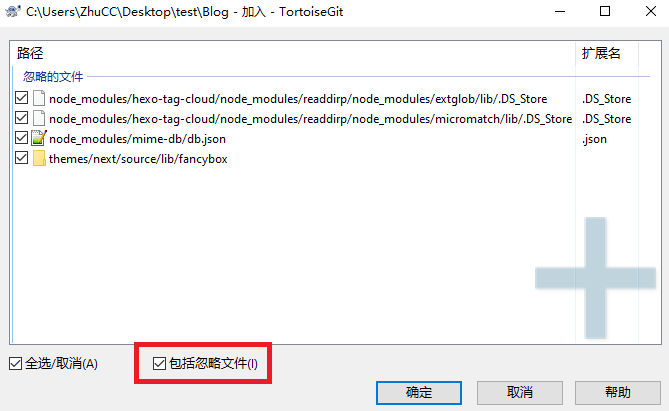 C:\Users\ZhuCC\Desktop\test\Blog - 加入 - TortoiseGit
路径 扩展名
忽略的文件
node_modules/hexo-tag-cloud/node_modules/readdirp/node_modules/extglob/lib/.DS_Store .DS_Store
node_modules/hexo-tag-cloud/node_modules/readdirp/node_modules/micromatch/lib/.DS_Store .DS_Store
node_modules/mime-db/db.json .json
themes/next/source/lib/fancybox
全选/取消(A) 包括忽略文件(I)
确定 取消 帮助